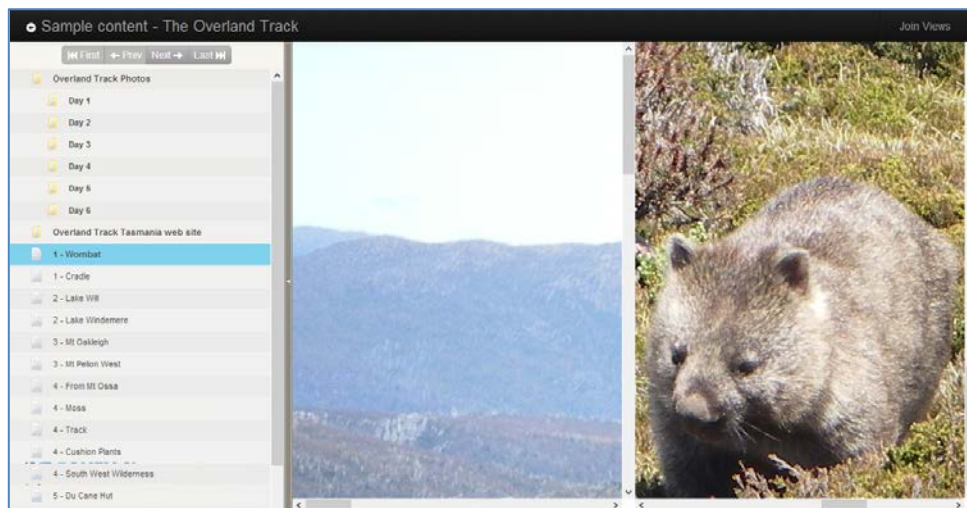 Sample content - The Overland Track
Join Views
First Prev Next Last
Overland Track Photos
Day 1
Day 2
Day 3
Day 4
Day 5
Day 6
Overland Track Tasmania web site
1 - Wombat
1 - Cradle
2 - Lake Will
2 - Lake Windemere
3 - Mt Oakleigh
3 - Mt Pelion West
4 - From Mt Ossa
4 - Moss
4 - Track
4 - Cushion Plants
4 - South West Wilderness
5 - Du Cane Hut